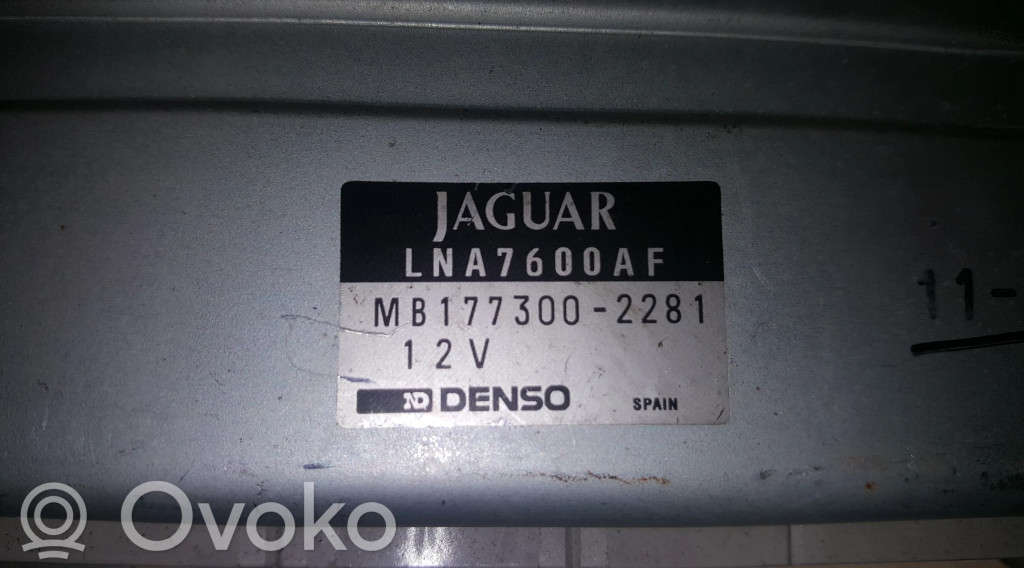 JAGUAR
LNA7600AF
MB177300-2281
12V
ND DENSO SPAIN
11-
Ovoko